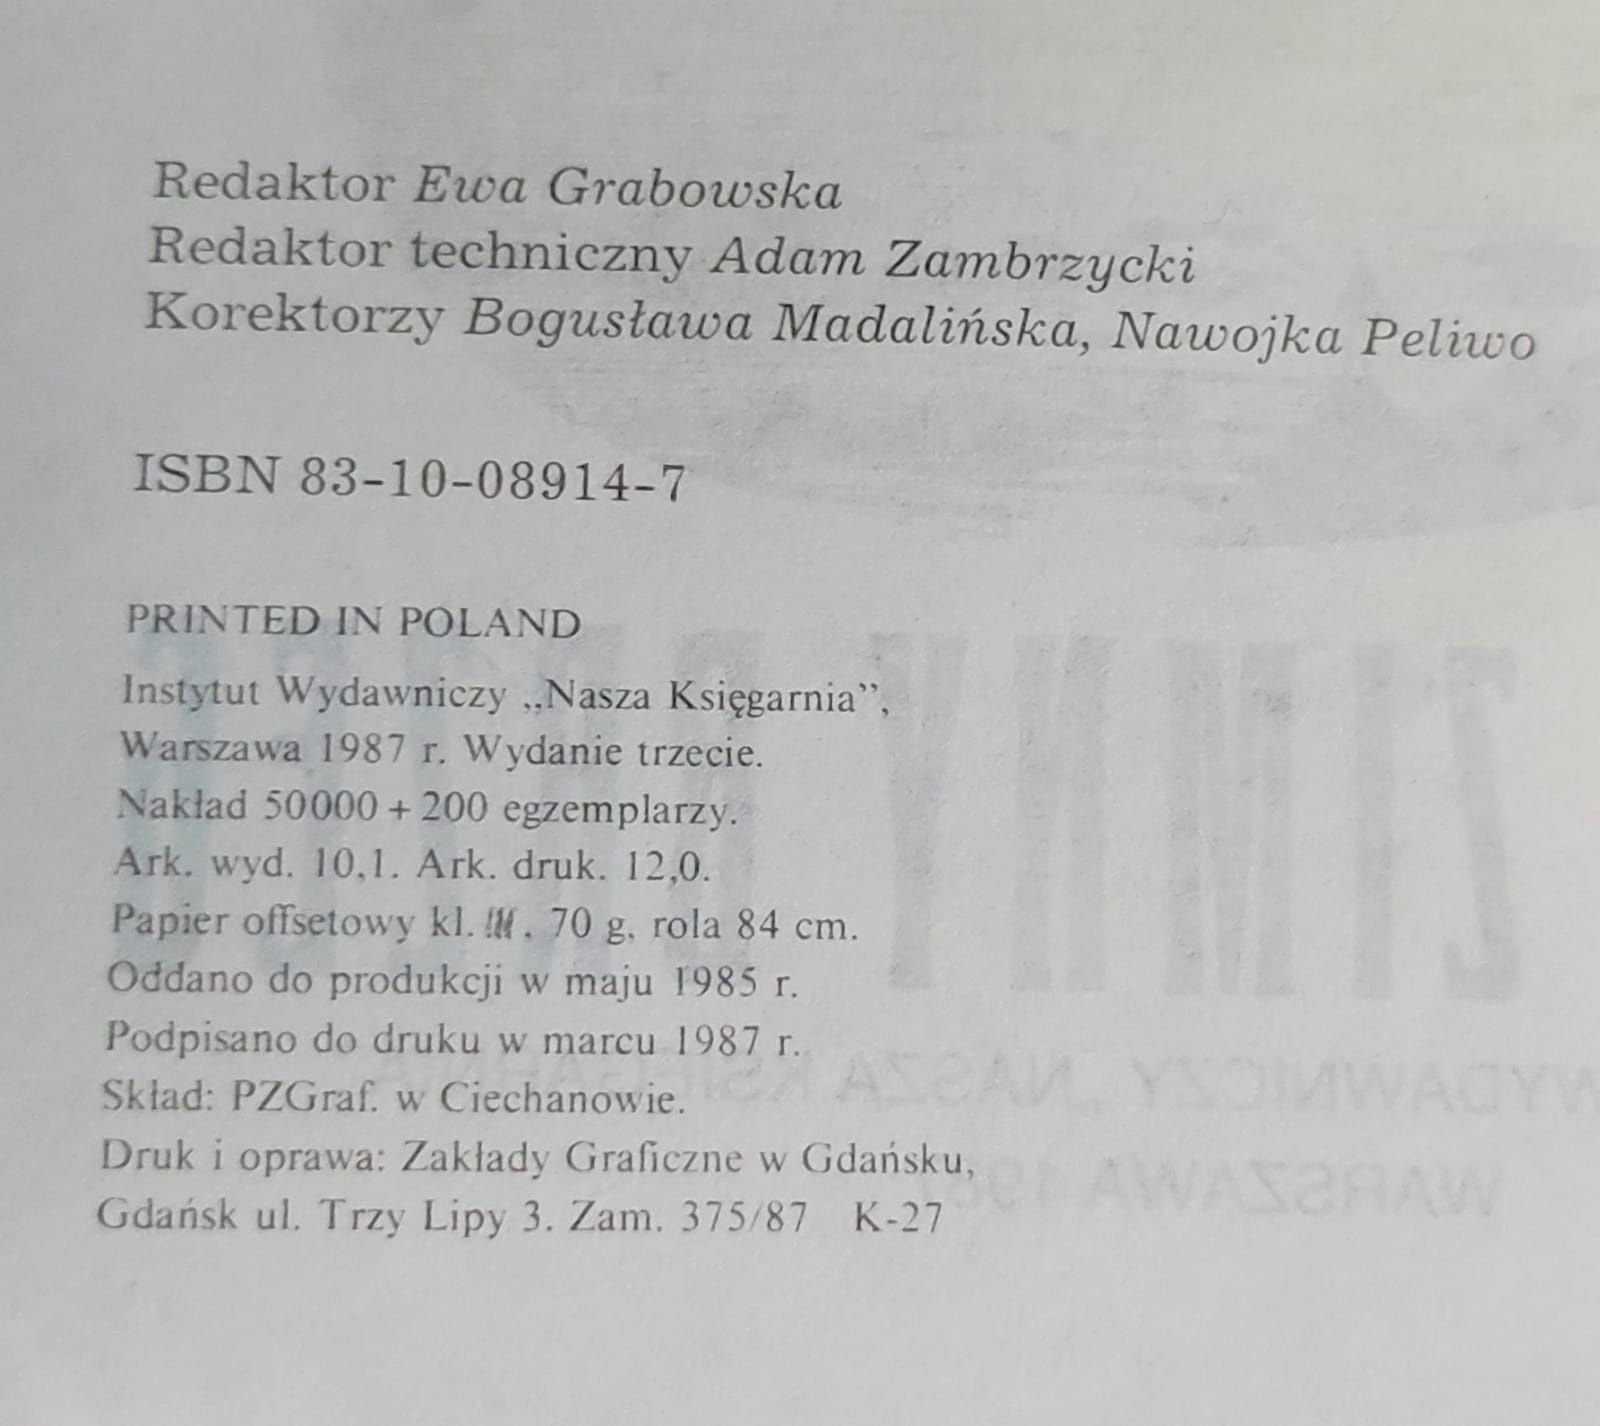 Redaktor Ewa Grabowska
Redaktor techniczny Adam Zambrzycki
Korektorzy Bogusława Madalińska, Nawojka Peliwo
ISBN 83-10-08914-7
PRINTED IN POLAND
Instytut Wydawniczy „Nasza Księgarnia”,
Warszawa 1987 r. Wydanie trzecie.
Nakład 50000 + 200 egzemplarzy.
Ark. wyd. 10,1. Ark. druk. 12,0.
Papier offsetowy kl. 70 g, rola 84 cm.
Oddano do produkcji w maju 1985 r.
Podpisano do druku w marcu 1987 r.
Skład: PZGraf. w Ciechanowie.
Druk i oprawa: Zakłady Graficzne w Gdańsku,
Gdańsk ul. Trzy Lipy 3. Zam. 375/87 K-27